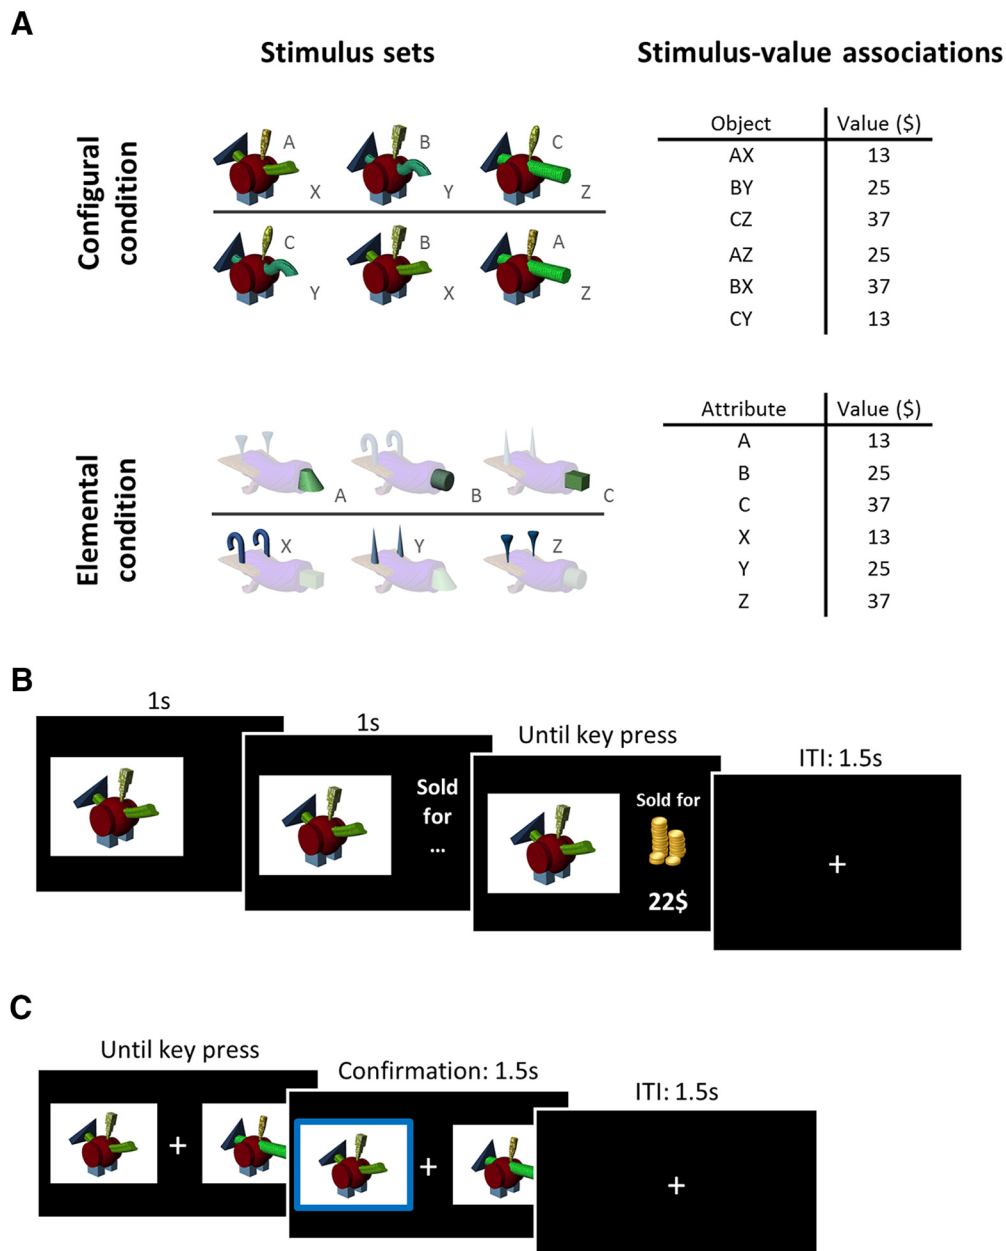 A
Stimulus sets
Stimulus-value associations
Configural
condition
A
B
C
X
Y
Z
C
B
A
Y
X
Z
Object Value ($)
AX 13
BY 25
CZ 37
AZ 25
BX 37
CY 13
Elemental
condition
A
B
C
X
Y
Z
Attribute Value ($)
A 13
B 25
C 37
X 13
Y 25
Z 37
B
1s
1s
Until key press
ITI: 1.5s
Sold
for
...
Sold for
22$
+
C
Until key press
Confirmation: 1.5s
ITI: 1.5s
+
+
+